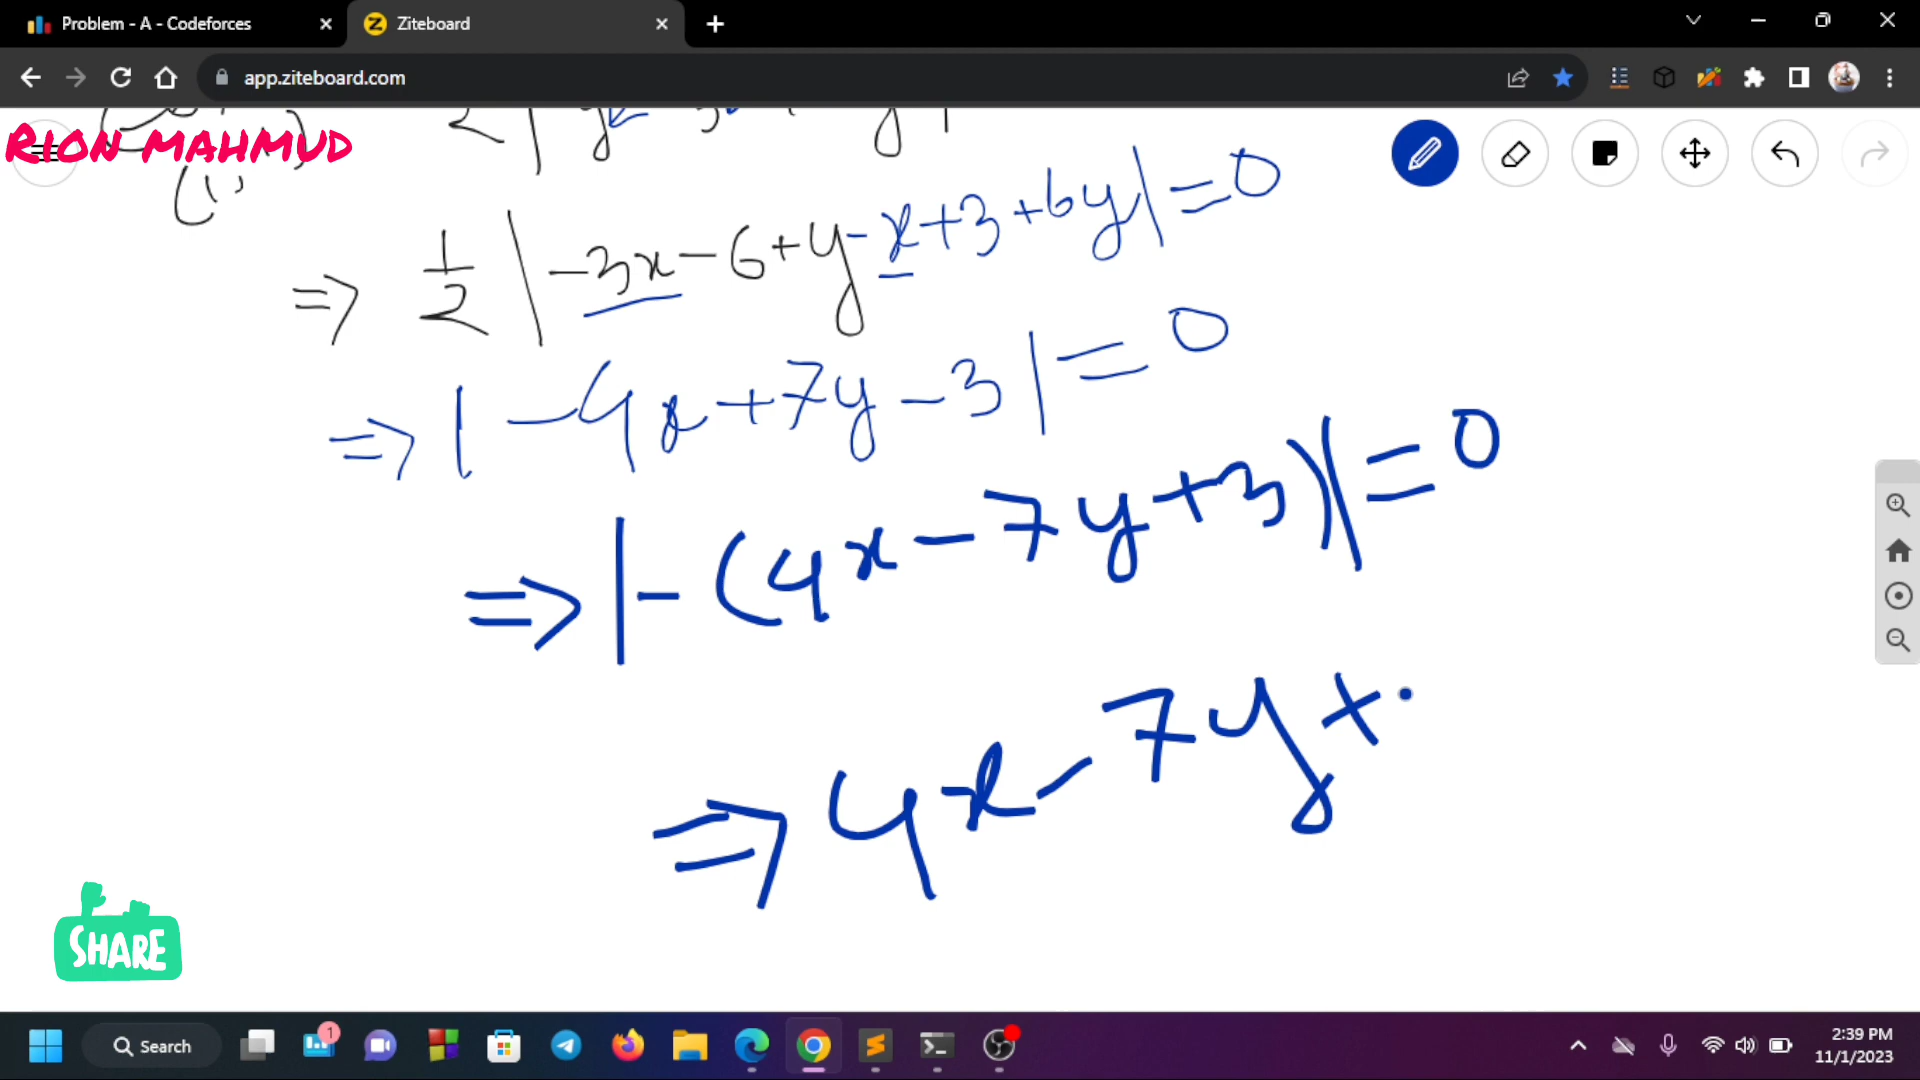 Problem - A - Codeforces
Ziteboard
app.ziteboard.com
RION MAHMUD
=> 1/2 |-3x-6+y-x+3+6y|=0
=> |-4x+7y-3|=0
=> |-(4x-7y+3)|=0
=> 4x-7y+
SHARE
Search
1
2:39 PM
11/1/2023